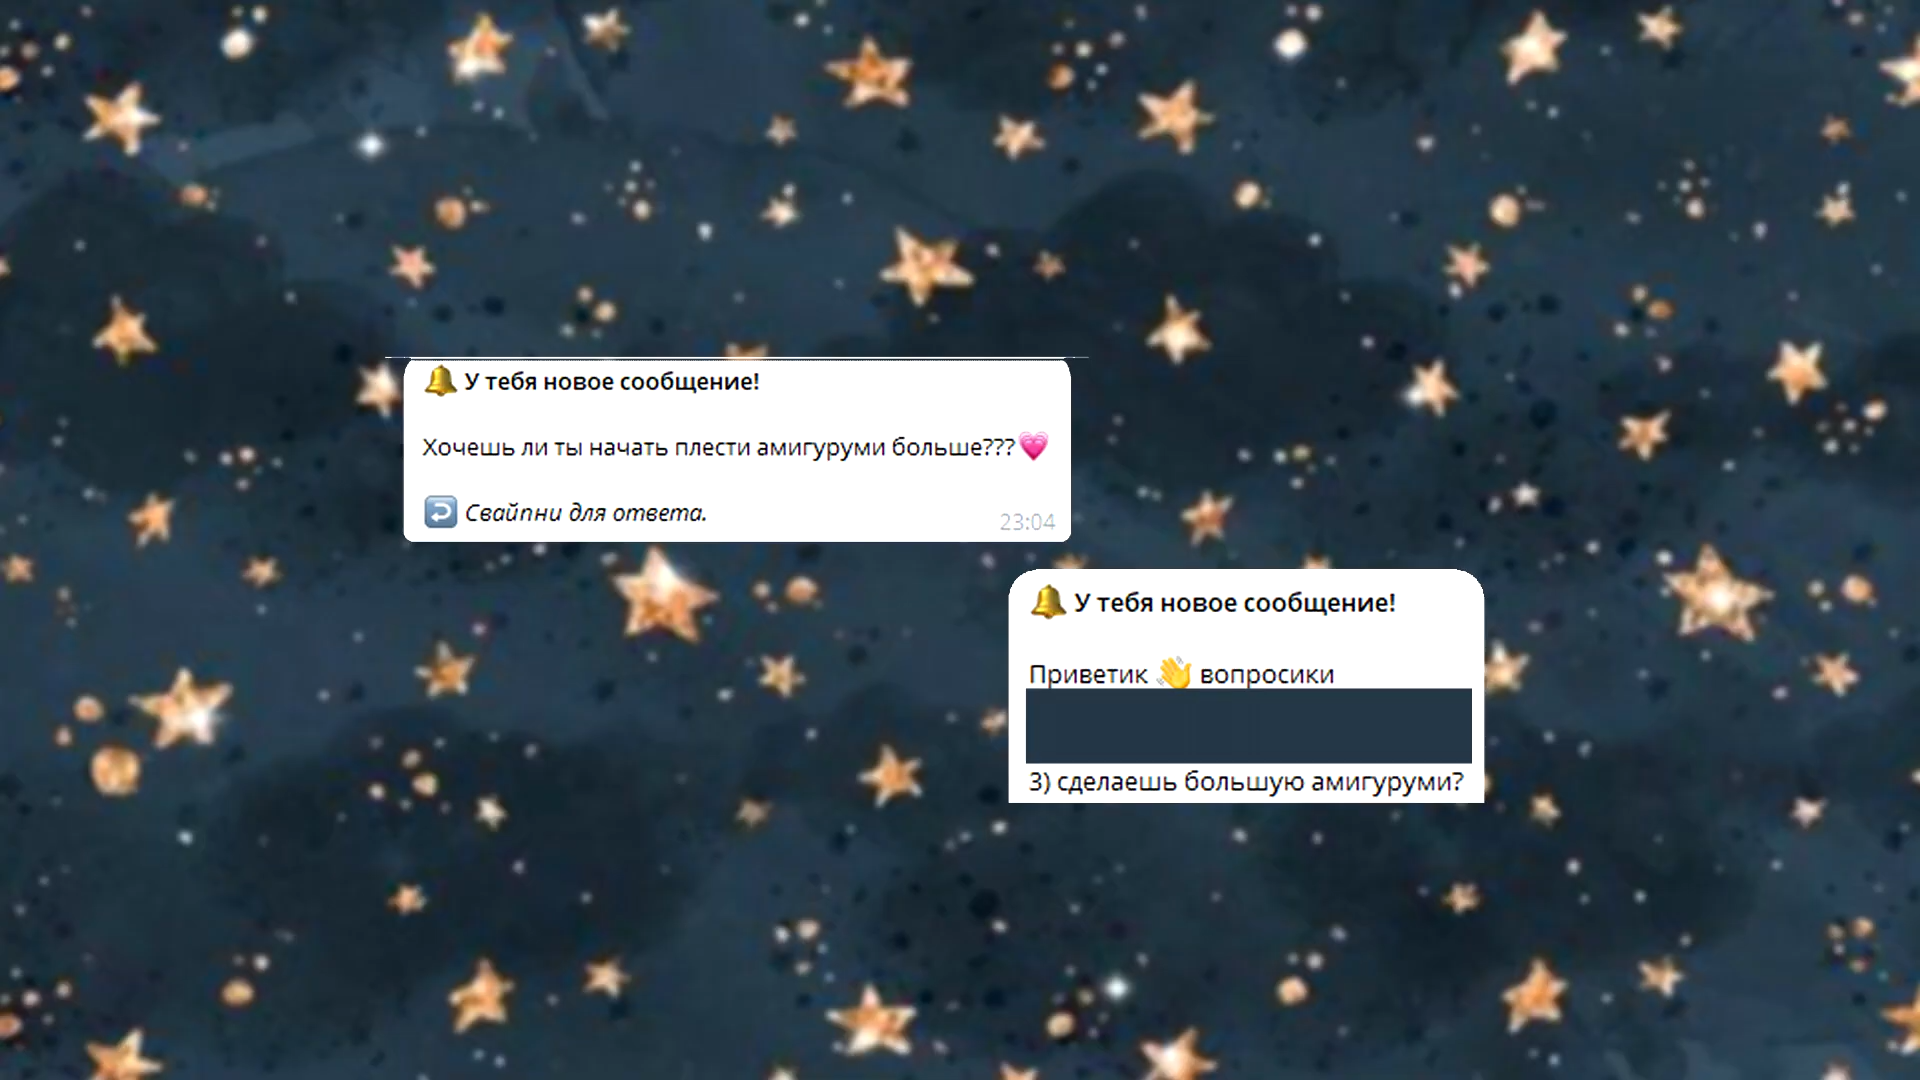 🔔 У тебя новое сообщение!
Хочешь ли ты начать плести амигуруми больше???💗
↩️ Свайпни для ответа.
23:04
🔔 У тебя новое сообщение!
Приветик 👋 вопросики
3) сделаешь большую амигуруми?